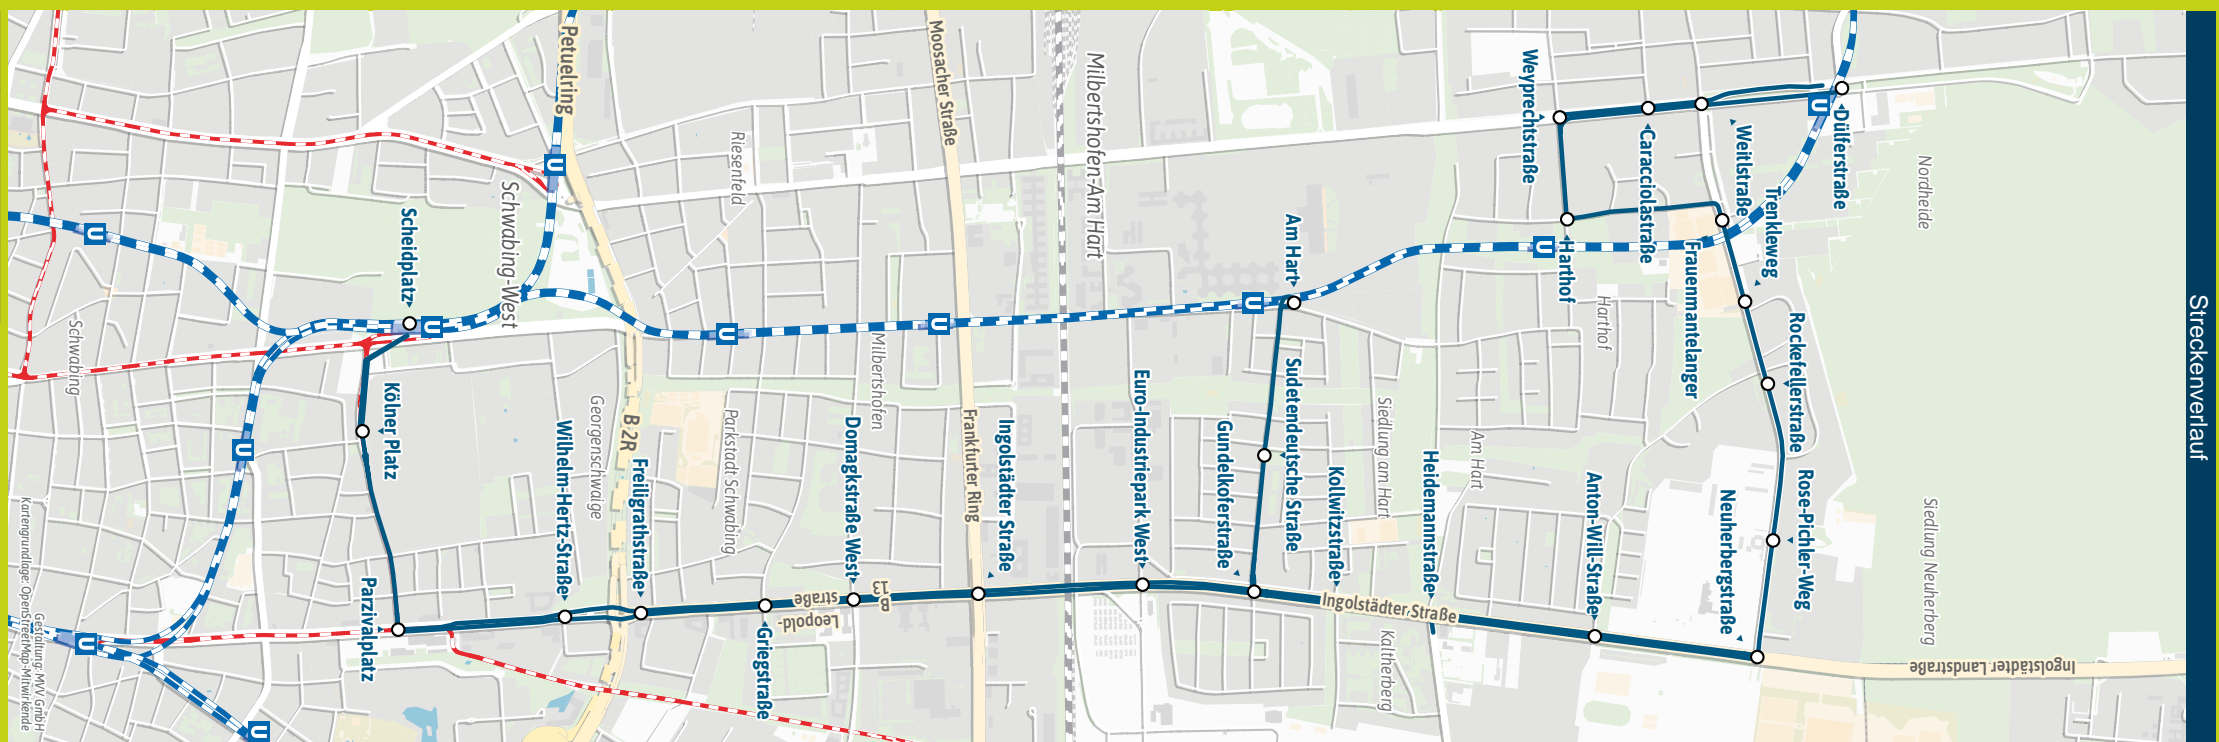 Streckenverlauf
Petuelring
Moosacher Straße
Milbertshofen-Am Hart
Riesenfeld
Schwabing-West
Scheidplatz
Schwabing
Kölner Platz
Parzivalplatz
Wilhelm-Hertz-Straße
Georgenschwaige
B 2R
Freiligrathstraße
Parkstadt Schwabing
Griegstraße
Leopold-
straße
Domagkstraße West
B
13
Milbertshofen
Frankfurter Ring
Ingolstädter Straße
Euro-Industriepark West
Gundelkoferstraße
Sudetendeutsche Straße
Am Hart
Kollwitzstraße
Siedlung am Hart
Ingolstädter Straße
Kaltherberg
Heidemannstraße
Am Hart
Anton-Will-Straße
Neuherbergstraße
Rose-Pichler-Weg
Rockefellerstraße
Trenkleweg
Frauenmantelanger
Harthof
Harthof
Weyprechtstraße
Caracciolastraße
Weitlstraße
Dülferstraße
Nordheide
Siedlung Neuherberg
Ingolstädter Landstraße
U
U
U
U
U
U
U
U
U
U
U
Gestaltung: MVV GmbH
Kartengrundlage: OpenStreetMap-Mitwirkende